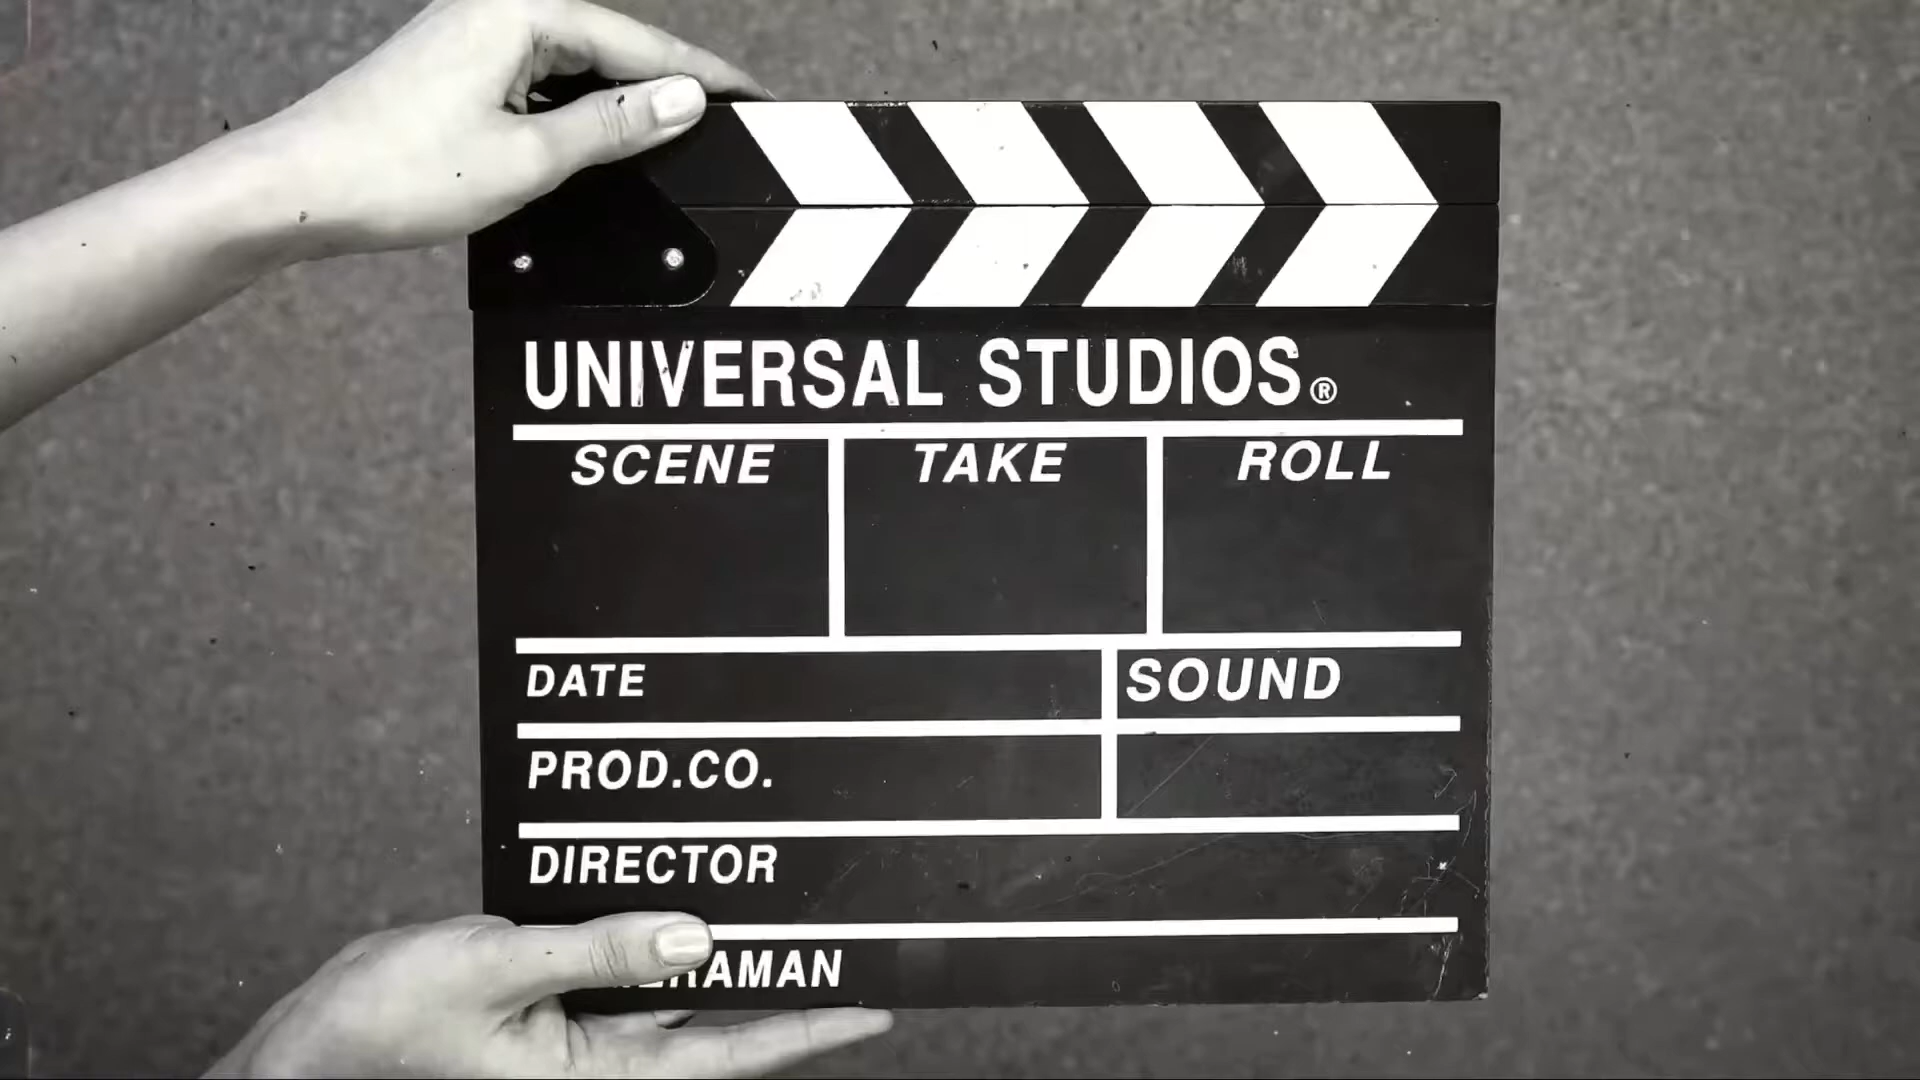 UNIVERSAL STUDIOS®
SCENE TAKE ROLL
DATE SOUND
PROD.CO.
DIRECTOR